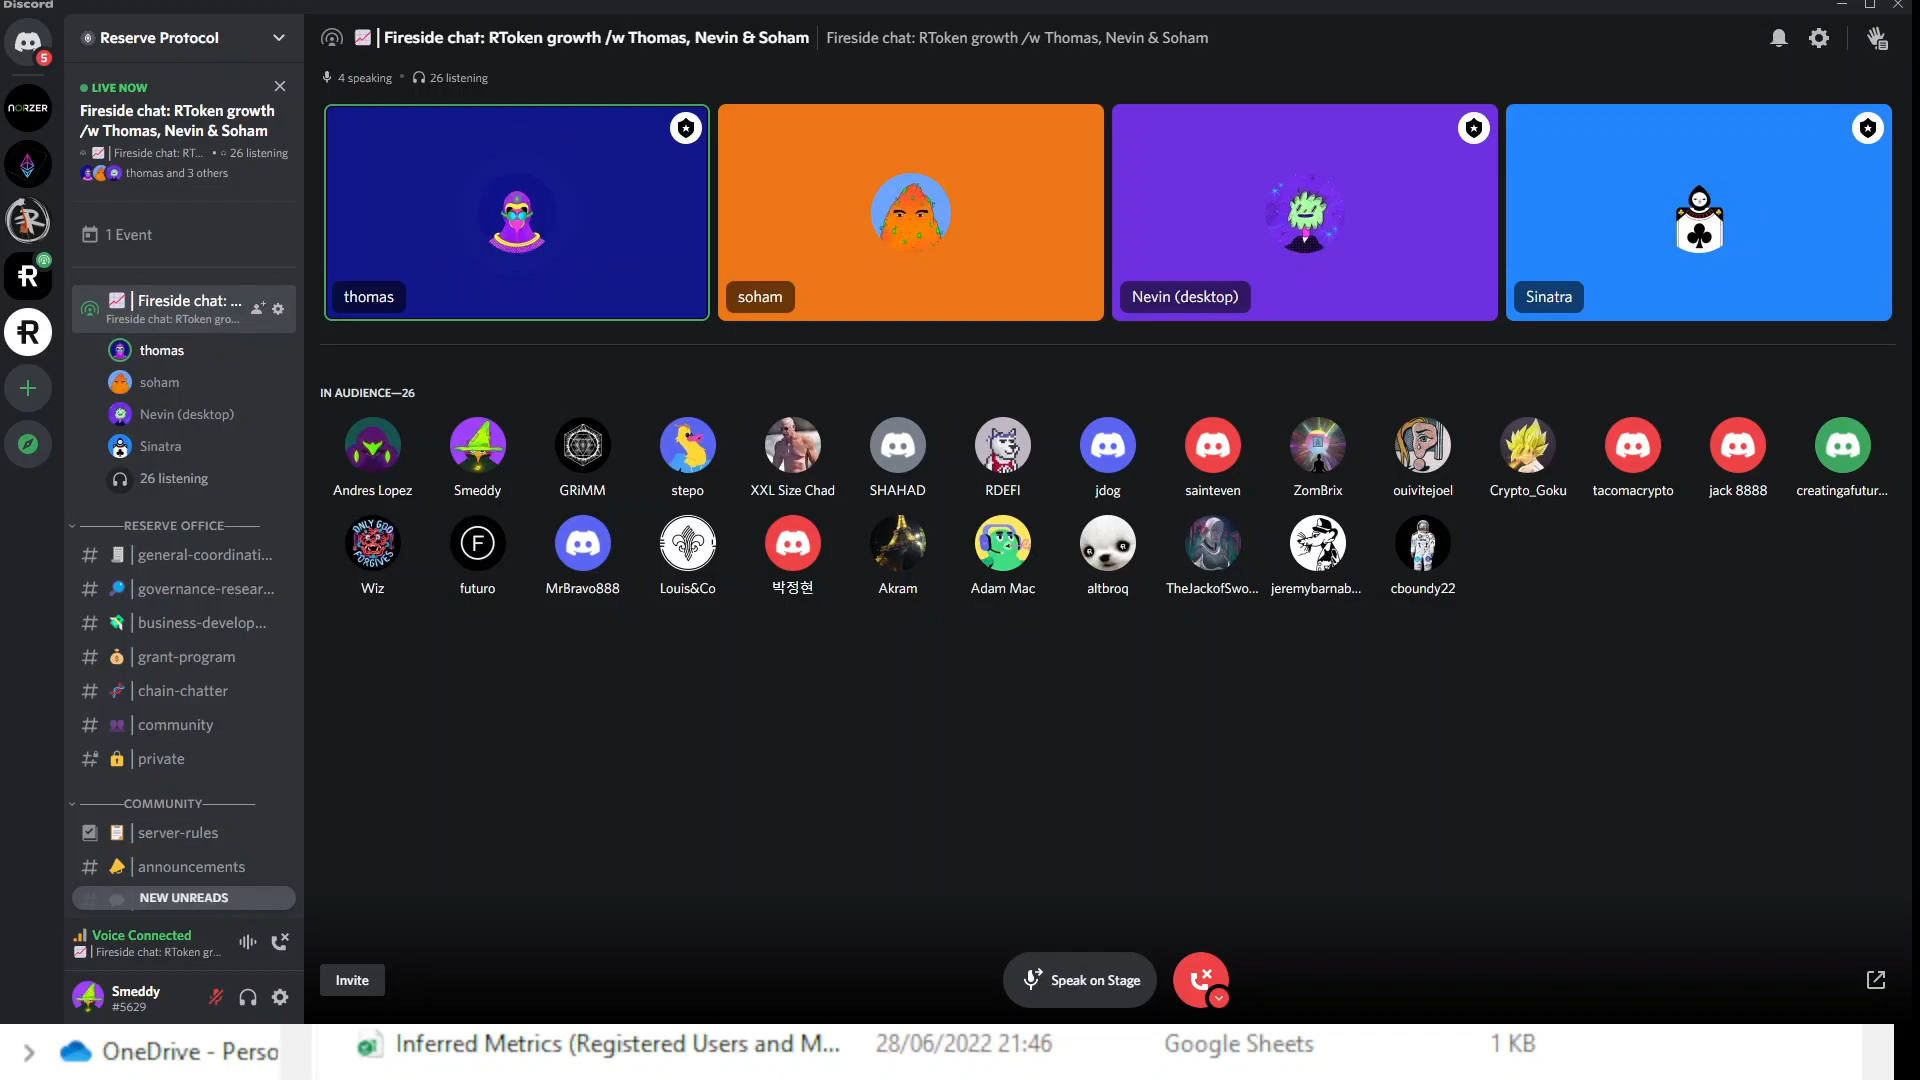 Discord
5
NORZER
Reserve Protocol
LIVE NOW
Fireside chat: RToken growth
/w Thomas, Nevin & Soham
| Fireside chat: RT... • 26 listening
thomas and 3 others
1 Event
| Fireside chat: ...
Fireside chat: RToken gro...
thomas
soham
Nevin (desktop)
Sinatra
26 listening
RESERVE OFFICE
# | general-coordinati...
# | governance-resear...
# | business-develop...
# | grant-program
# | chain-chatter
# | community
# | private
COMMUNITY
| server-rules
# | announcements
NEW UNREADS
Voice Connected
| Fireside chat: RToken gr...
Smeddy
#5629
| Fireside chat: RToken growth /w Thomas, Nevin & Soham
Fireside chat: RToken growth /w Thomas, Nevin & Soham
4 speaking • 26 listening
thomas
soham
Nevin (desktop)
Sinatra
IN AUDIENCE—26
Andres Lopez
Smeddy
GRiMM
stepo
XXL Size Chad
SHAHAD
RDEFI
jdog
sainteven
ZomBrix
ouivitejoel
Crypto_Goku
tacomacrypto
jack 8888
creatingafutur...
ONLY GOD
FORGIVES
F
Wiz
futuro
MrBravo888
Louis&Co
박정현
Akram
Adam Mac
altbroq
TheJackofSwo...
jeremybarnab...
cboundy22
Invite
Speak on Stage
OneDrive - Perso
Inferred Metrics (Registered Users and M...
28/06/2022 21:46
Google Sheets
1 KB